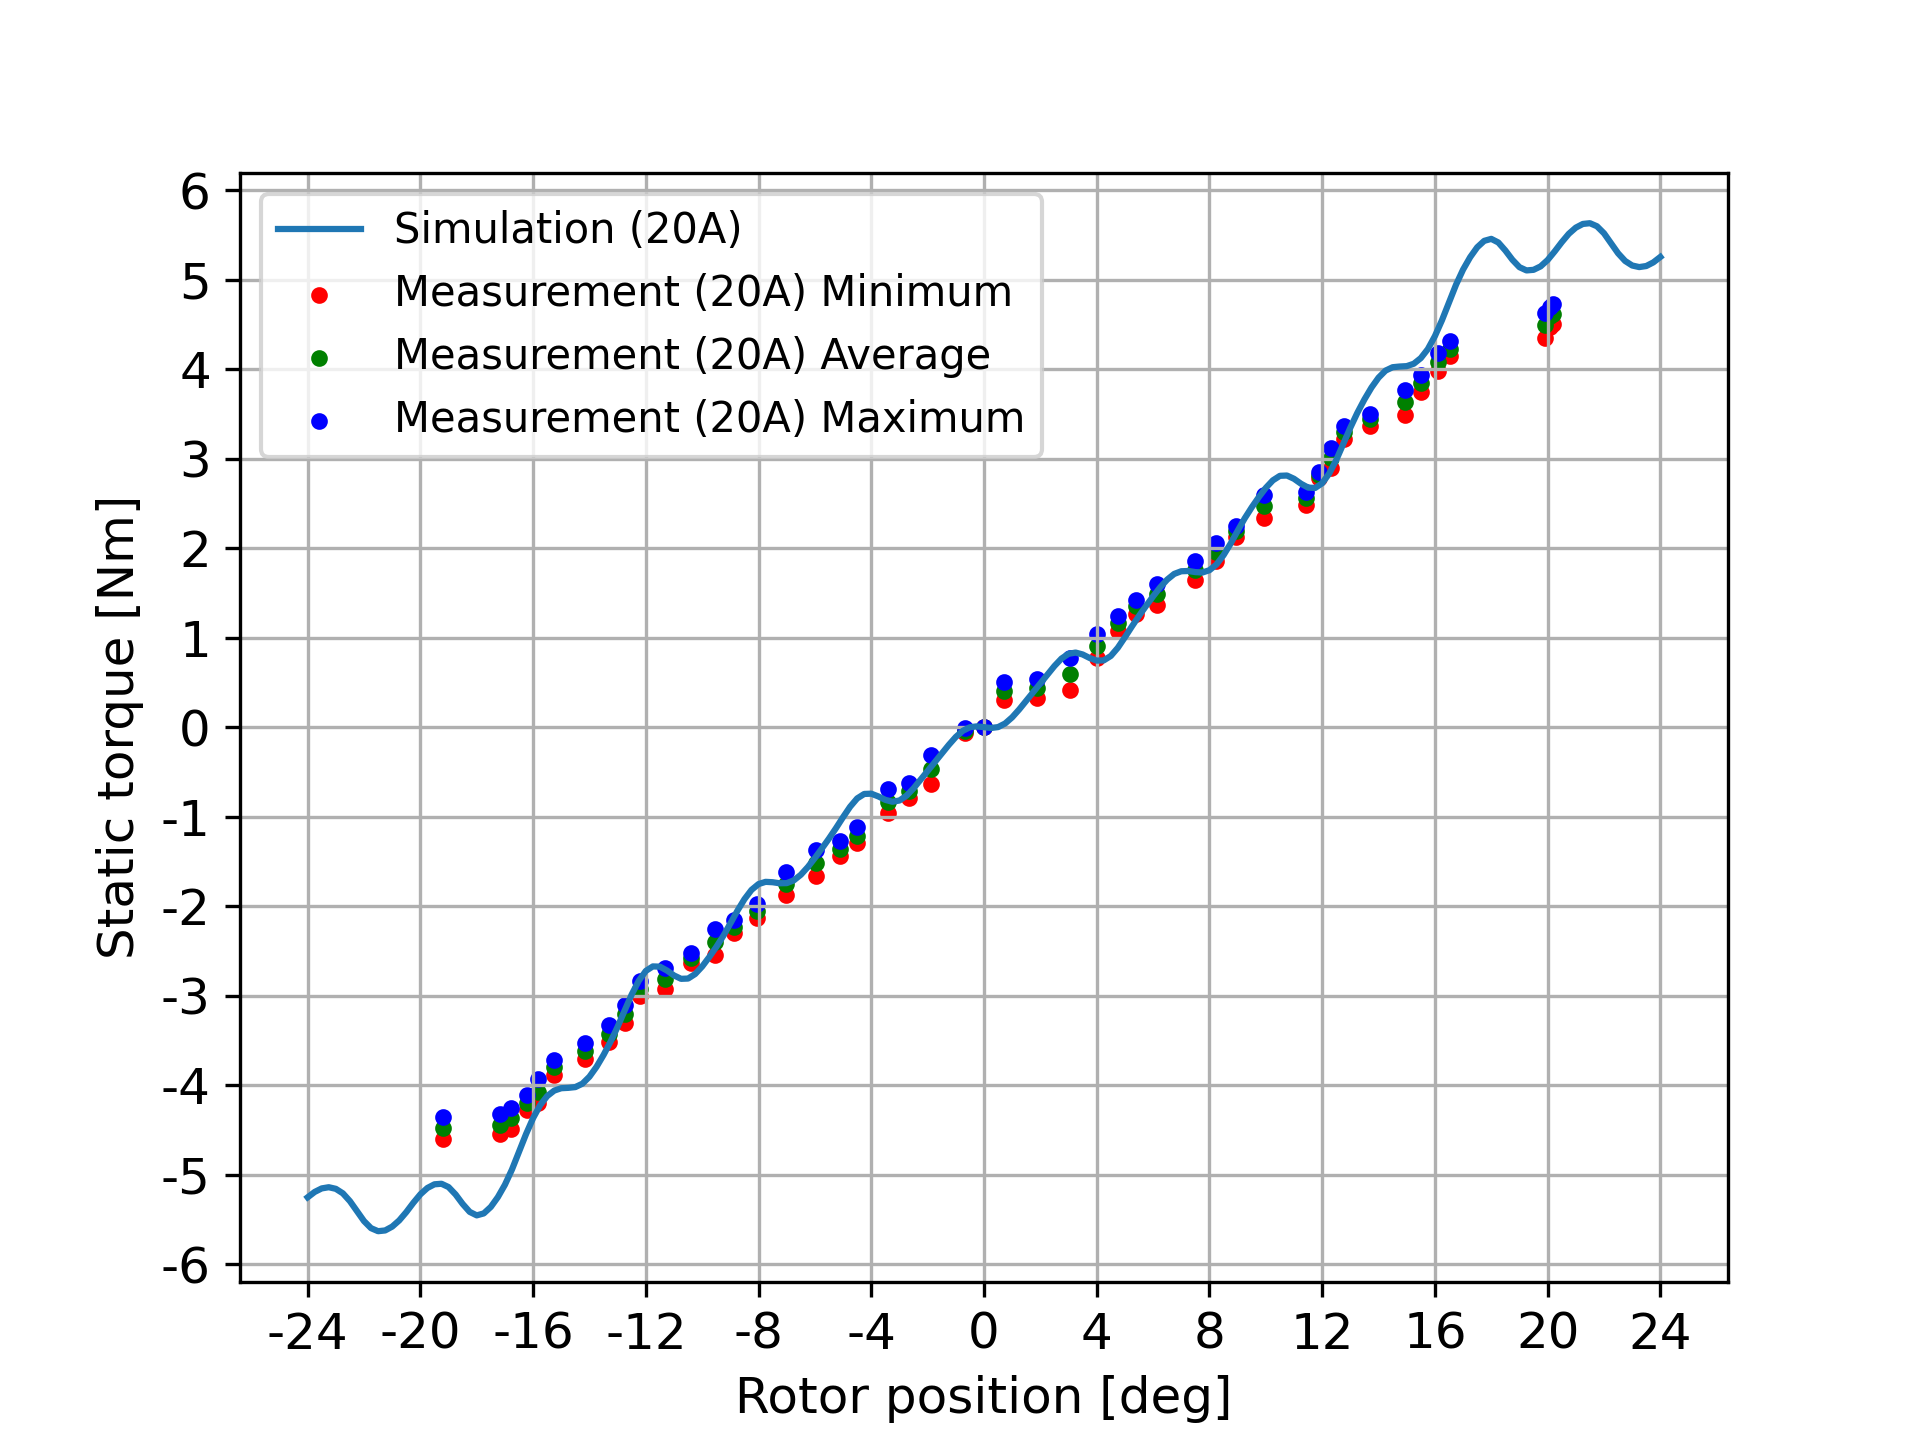 Simulation (20A)
Measurement (20A) Minimum
Measurement (20A) Average
Measurement (20A) Maximum
6
5
4
3
2
1
0
-1
-2
-3
-4
-5
-6
Static torque [Nm]
-24 -20 -16 -12 -8 -4 0 4 8 12 16 20 24
Rotor position [deg]